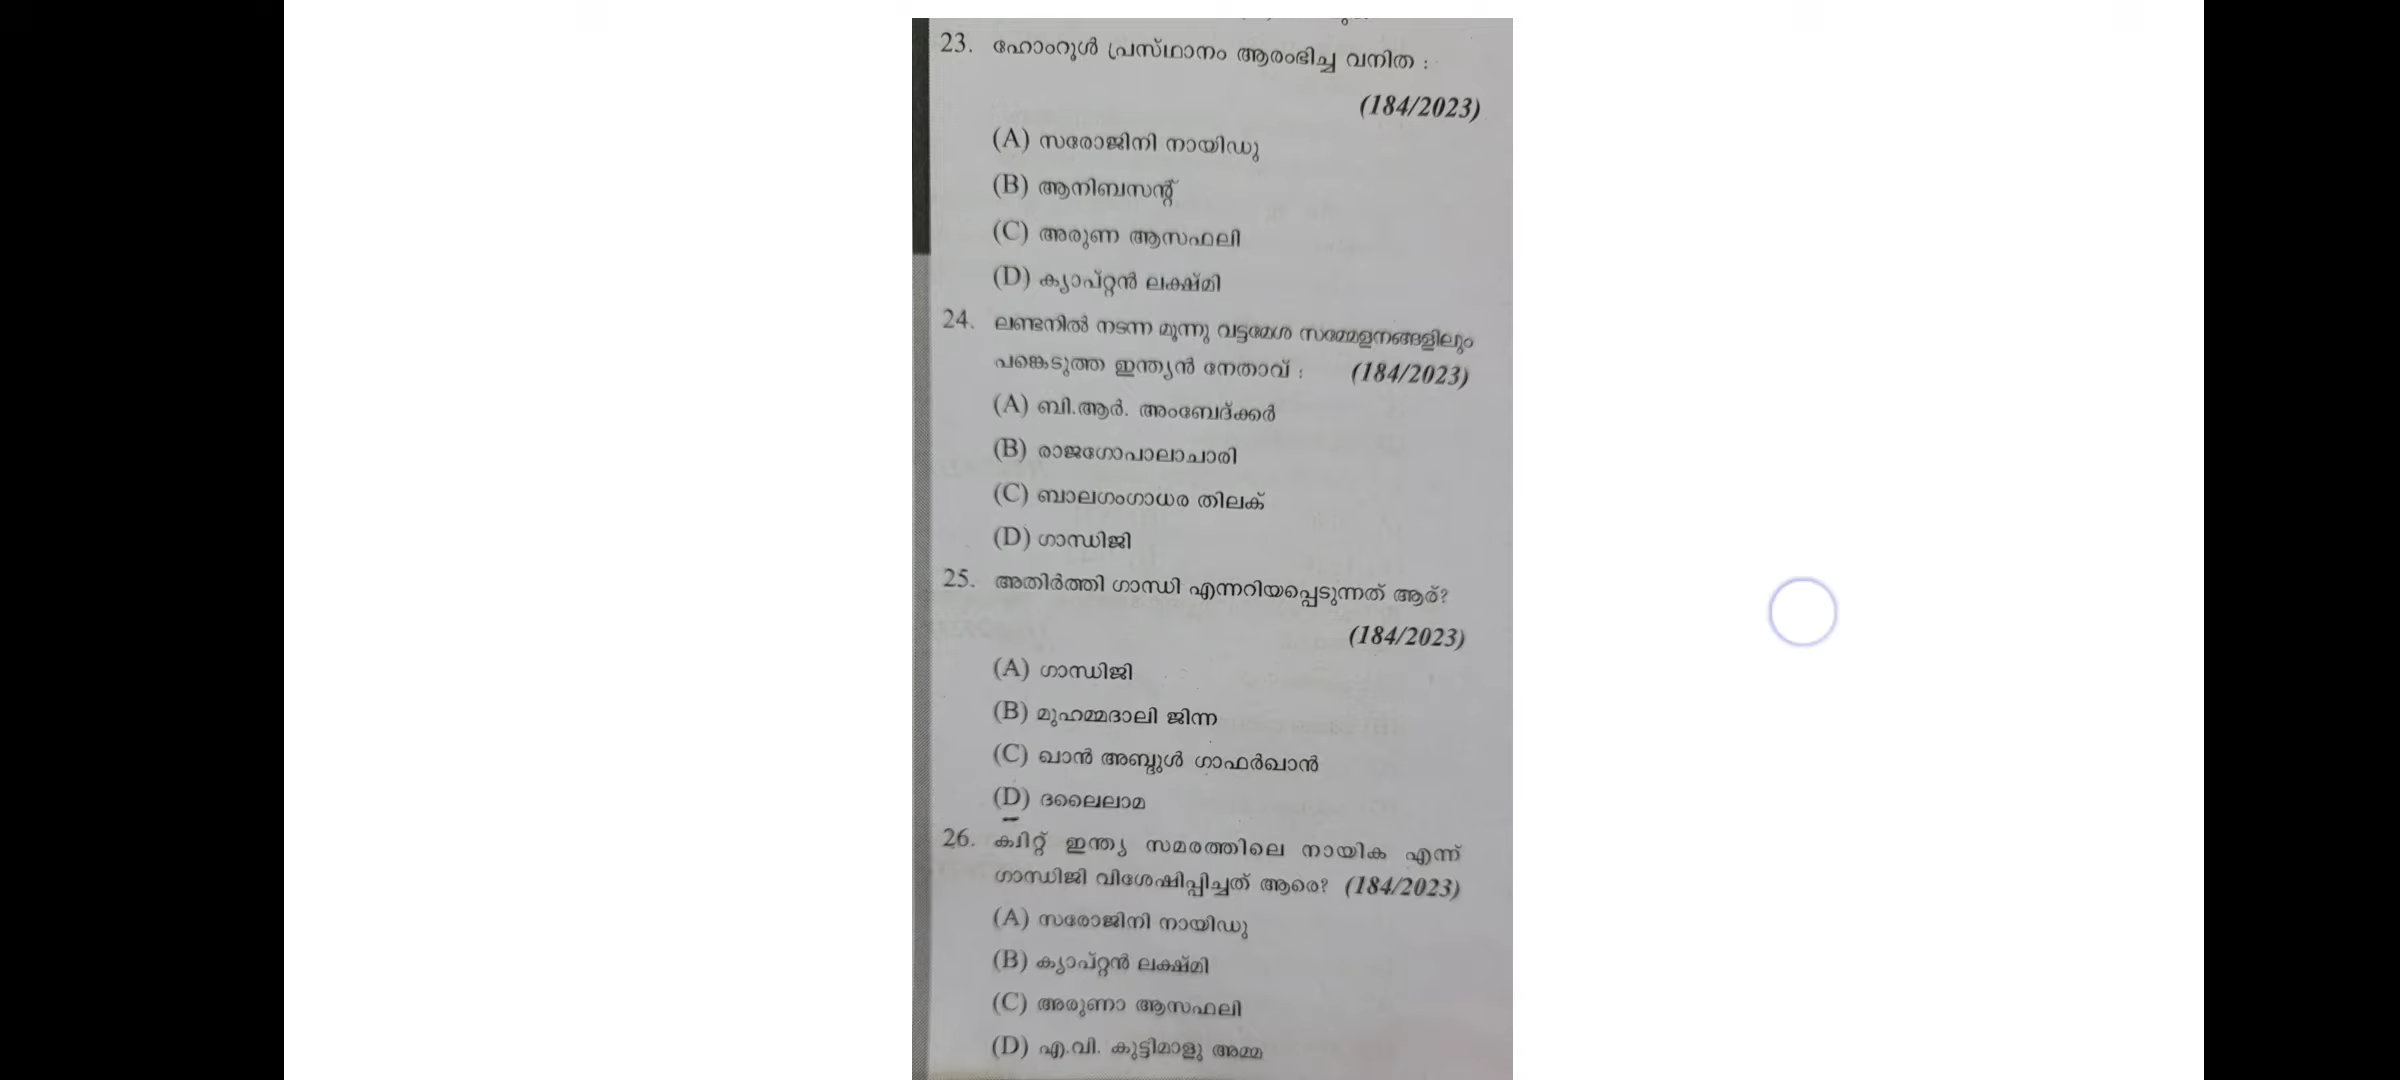 23. ഹോംറൂൾ പ്രസ്ഥാനം ആരംഭിച്ച വനിത :
(184/2023)
(A) സരോജിനി നായിഡു
(B) ആനിബസന്റ്
(C) അരുണ ആസഫലി
(D) ക്യാപ്റ്റൻ ലക്ഷ്മി
24. ലണ്ടനിൽ നടന്ന മൂന്നു വട്ടമേശ സമ്മേളനങ്ങളിലും
പങ്കെടുത്ത ഇന്ത്യൻ നേതാവ് : (184/2023)
(A) ബി.ആർ. അംബേദ്ക്കർ
(B) രാജഗോപാലാചാരി
(C) ബാലഗംഗാധര തിലക്
(D) ഗാന്ധിജി
25. അതിർത്തി ഗാന്ധി എന്നറിയപ്പെടുന്നത് ആര്?
(184/2023)
(A) ഗാന്ധിജി
(B) മുഹമ്മദാലി ജിന്ന
(C) ഖാൻ അബ്ദുൾ ഗാഫർഖാൻ
(D) ദലൈലാമ
26. ക്വിറ്റ് ഇന്ത്യ സമരത്തിലെ നായിക എന്ന്
ഗാന്ധിജി വിശേഷിപ്പിച്ചത് ആരെ? (184/2023)
(A) സരോജിനി നായിഡു
(B) ക്യാപ്റ്റൻ ലക്ഷ്മി
(C) അരുണാ ആസഫലി
(D) എ.വി. കുട്ടിമാളു അമ്മ